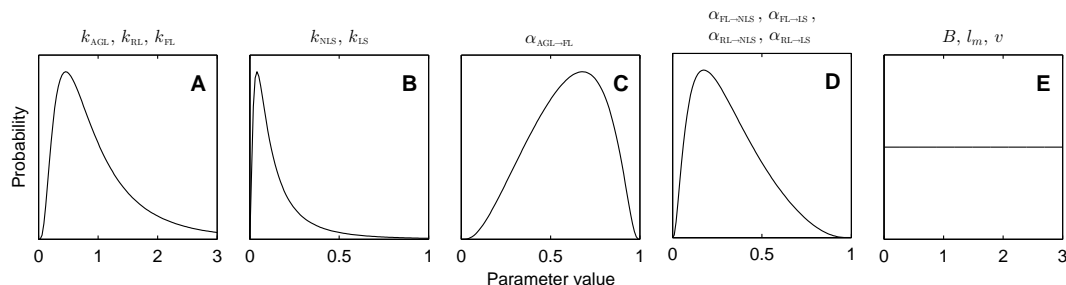 k_AGL, k_RL, k_FL
k_NLS, k_LS
α_AGL→FL
α_FL→NLS, α_FL→LS,
α_RL→NLS, α_RL→LS
B, l_m, v
A
B
C
D
E
Probability
0 1 2 3
0 0.5 1
0 0.5 1
0 0.5 1
0 1 2 3
Parameter value